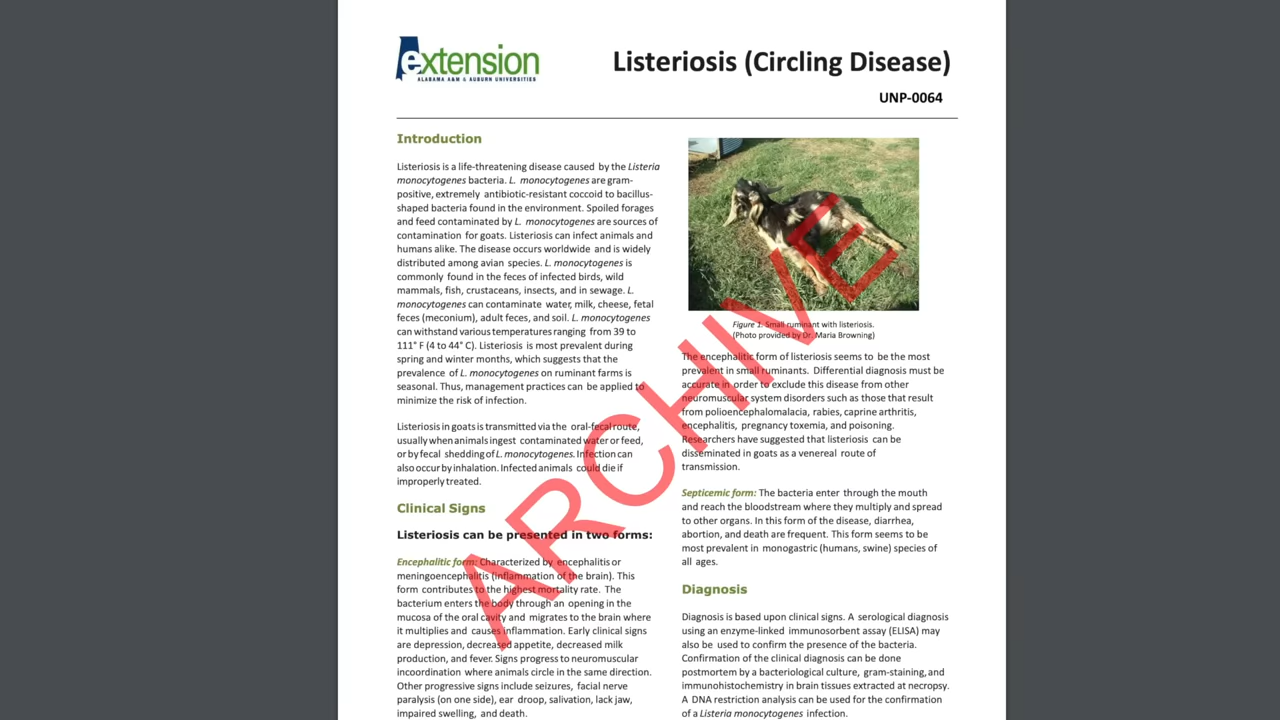 extension
ALABAMA A&M & AUBURN UNIVERSITIES
Listeriosis (Circling Disease)
UNP-0064
Introduction
Listeriosis is a life-threatening disease caused by the Listeria
monocytogenes bacteria. L. monocytogenes are gram-
positive, extremely antibiotic-resistant coccoid to bacillus-
shaped bacteria found in the environment. Spoiled forages
and feed contaminated by L. monocytogenes are sources of
contamination for goats. Listeriosis can infect animals and
humans alike. The disease occurs worldwide and is widely
distributed among avian species. L. monocytogenes is
commonly found in the feces of infected birds, wild
mammals, fish, crustaceans, insects, and in sewage. L.
monocytogenes can contaminate water, milk, cheese, fetal
feces (meconium), adult feces, and soil. L. monocytogenes
can withstand various temperatures ranging from 39 to
111° F (4 to 44° C). Listeriosis is most prevalent during
spring and winter months, which suggests that the
prevalence of L. monocytogenes on ruminant farms is
seasonal. Thus, management practices can be applied to
minimize the risk of infection.
Listeriosis in goats is transmitted via the oral-fecal route,
usually when animals ingest contaminated water or feed,
or by fecal shedding of L. monocytogenes. Infection can
also occur by inhalation. Infected animals could die if
improperly treated.
Clinical Signs
Listeriosis can be presented in two forms:
Encephalitic form: Characterized by encephalitis or
meningoencephalitis (inflammation of the brain). This
form contributes to the highest mortality rate. The
bacterium enters the body through an opening in the
mucosa of the oral cavity and migrates to the brain where
it multiplies and causes inflammation. Early clinical signs
are depression, decreased appetite, decreased milk
production, and fever. Signs progress to neuromuscular
incoordination where animals circle in the same direction.
Other progressive signs include seizures, facial nerve
paralysis (on one side), ear droop, salivation, lack jaw,
impaired swelling, and death.
Figure 1. Small ruminant with listeriosis.
(Photo provided by Dr. Maria Browning)
The encephalitic form of listeriosis seems to be the most
prevalent in small ruminants. Differential diagnosis must be
accurate in order to exclude this disease from other
neuromuscular system disorders such as those that result
from polioencephalomalacia, rabies, caprine arthritis,
encephalitis, pregnancy toxemia, and poisoning.
Researchers have suggested that listeriosis can be
disseminated in goats as a venereal route of
transmission.
Septicemic form: The bacteria enter through the mouth
and reach the bloodstream where they multiply and spread
to other organs. In this form of the disease, diarrhea,
abortion, and death are frequent. This form seems to be
most prevalent in monogastric (humans, swine) species of
all ages.
Diagnosis
Diagnosis is based upon clinical signs. A serological diagnosis
using an enzyme-linked immunosorbent assay (ELISA) may
also be used to confirm the presence of the bacteria.
Confirmation of the clinical diagnosis can be done
postmortem by a bacteriological culture, gram-staining, and
immunohistochemistry in brain tissues extracted at necropsy.
A DNA restriction analysis can be used for the confirmation
of a Listeria monocytogenes infection.
ARCHIVE